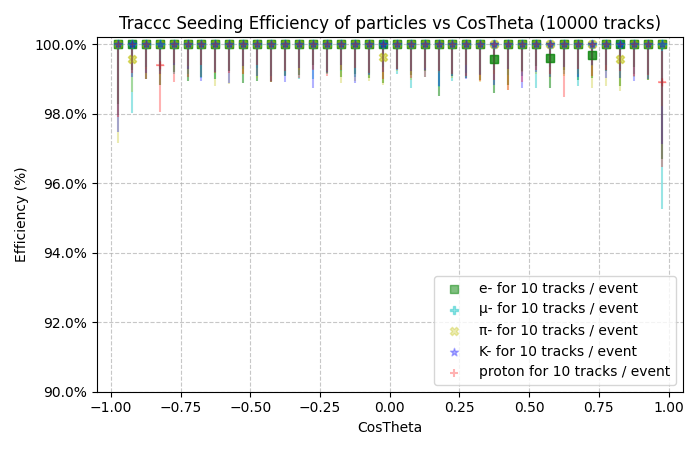 Traccc Seeding Efficiency of particles vs CosTheta (10000 tracks)
100.0%
98.0%
96.0%
94.0%
92.0%
90.0%
Efficiency (%)
e- for 10 tracks / event
μ- for 10 tracks / event
π- for 10 tracks / event
K- for 10 tracks / event
proton for 10 tracks / event
−1.00 −0.75 −0.50 −0.25 0.00 0.25 0.50 0.75 1.00
CosTheta